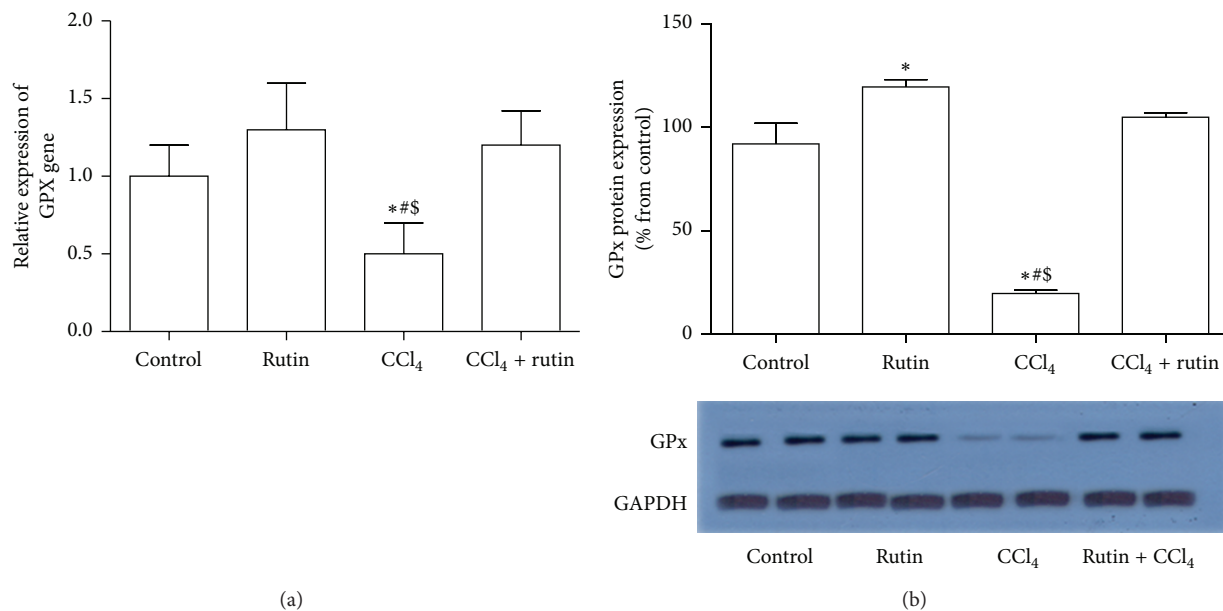 Relative expression of
GPX gene
2.0
1.5
1.0
0.5
0.0
*#$
Control
Rutin
CCl₄
CCl₄ + rutin
(a)
GPx protein expression
(% from control)
150
100
50
0
*
*#$
Control
Rutin
CCl₄
CCl₄ + rutin
GPx
GAPDH
Control
Rutin
CCl₄
Rutin + CCl₄
(b)